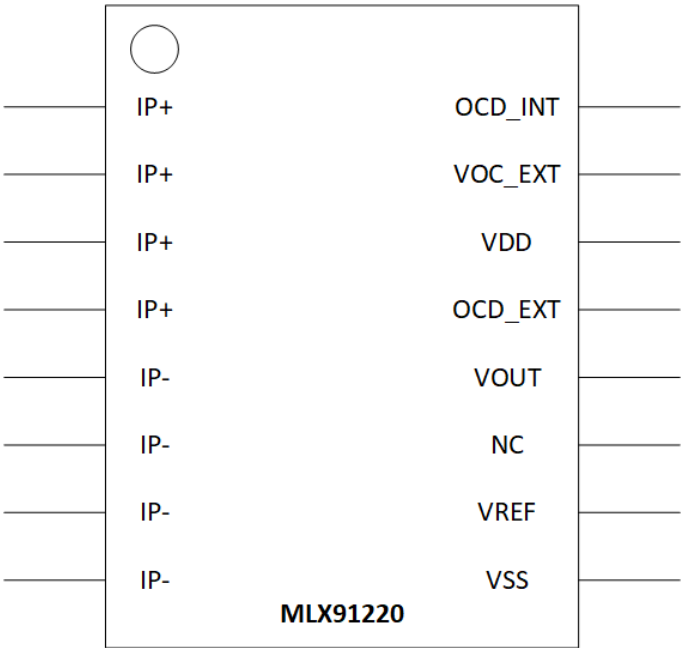 IP+ OCD_INT
IP+ VOC_EXT
IP+ VDD
IP+ OCD_EXT
IP- VOUT
IP- NC
IP- VREF
IP- VSS
MLX91220